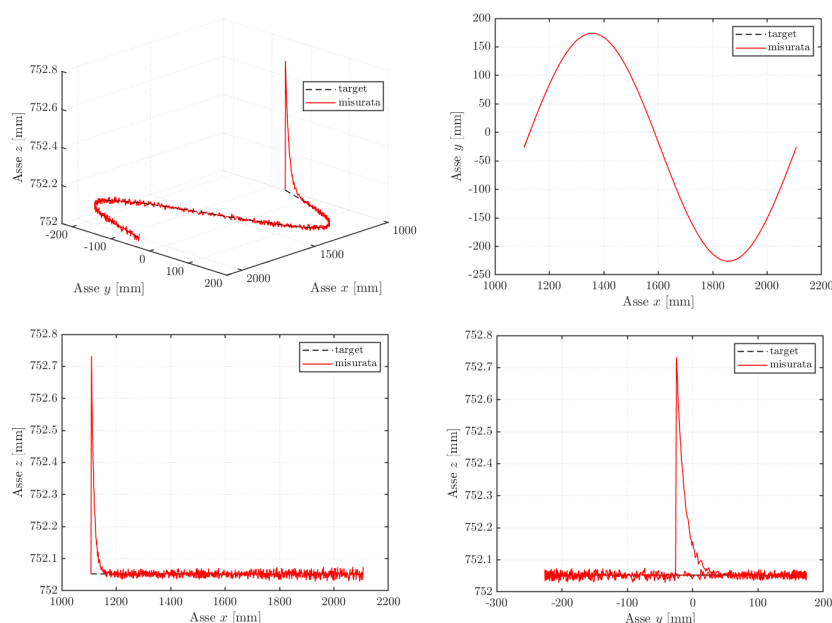 752.8
752.6
752.4
752.2
752
Asse z [mm]
-200
-100
0
100
200
Asse y [mm]
2000
1500
1000
Asse x [mm]
target
misurata
200
150
100
50
0
-50
-100
-150
-200
-250
Asse y [mm]
1000 1200 1400 1600 1800 2000 2200
Asse x [mm]
target
misurata
752.8
752.7
752.6
752.5
752.4
752.3
752.2
752.1
752
Asse z [mm]
1000 1200 1400 1600 1800 2000 2200
Asse x [mm]
target
misurata
752.8
752.7
752.6
752.5
752.4
752.3
752.2
752.1
752
Asse z [mm]
-300 -200 -100 0 100 200
Asse y [mm]
target
misurata